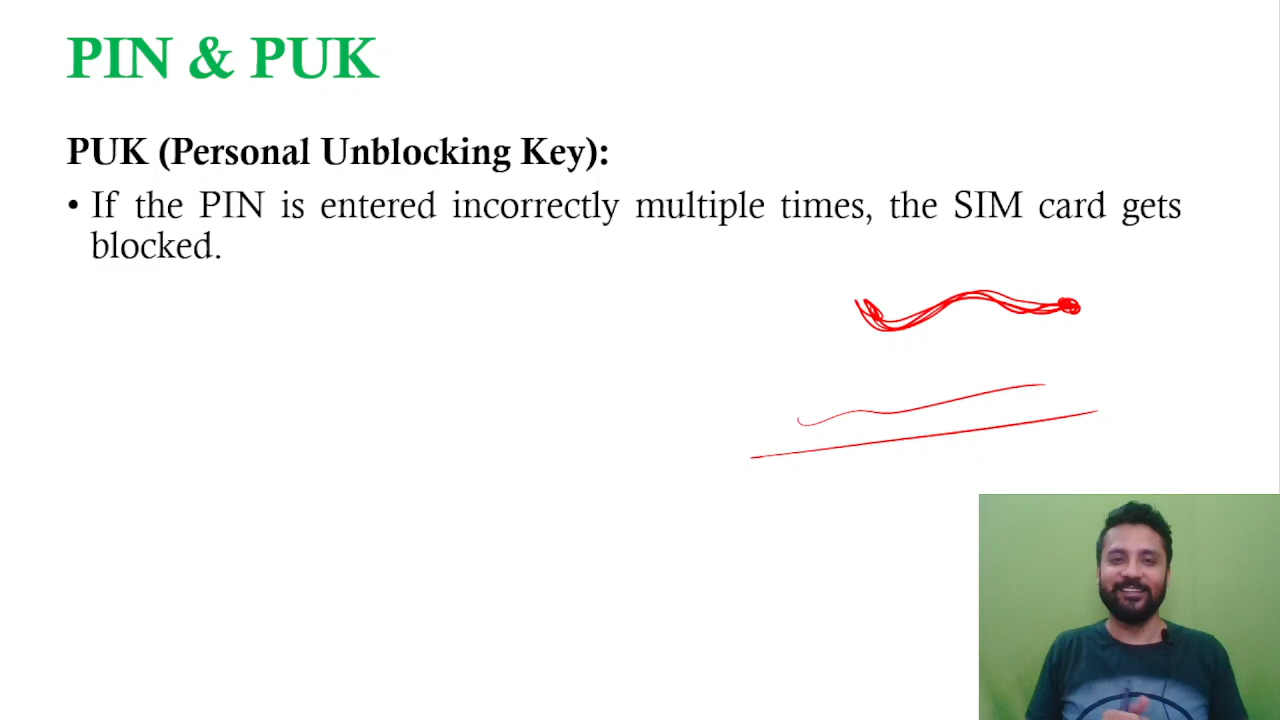 PIN & PUK
PUK (Personal Unblocking Key):
• If the PIN is entered incorrectly multiple times, the SIM card gets
blocked.